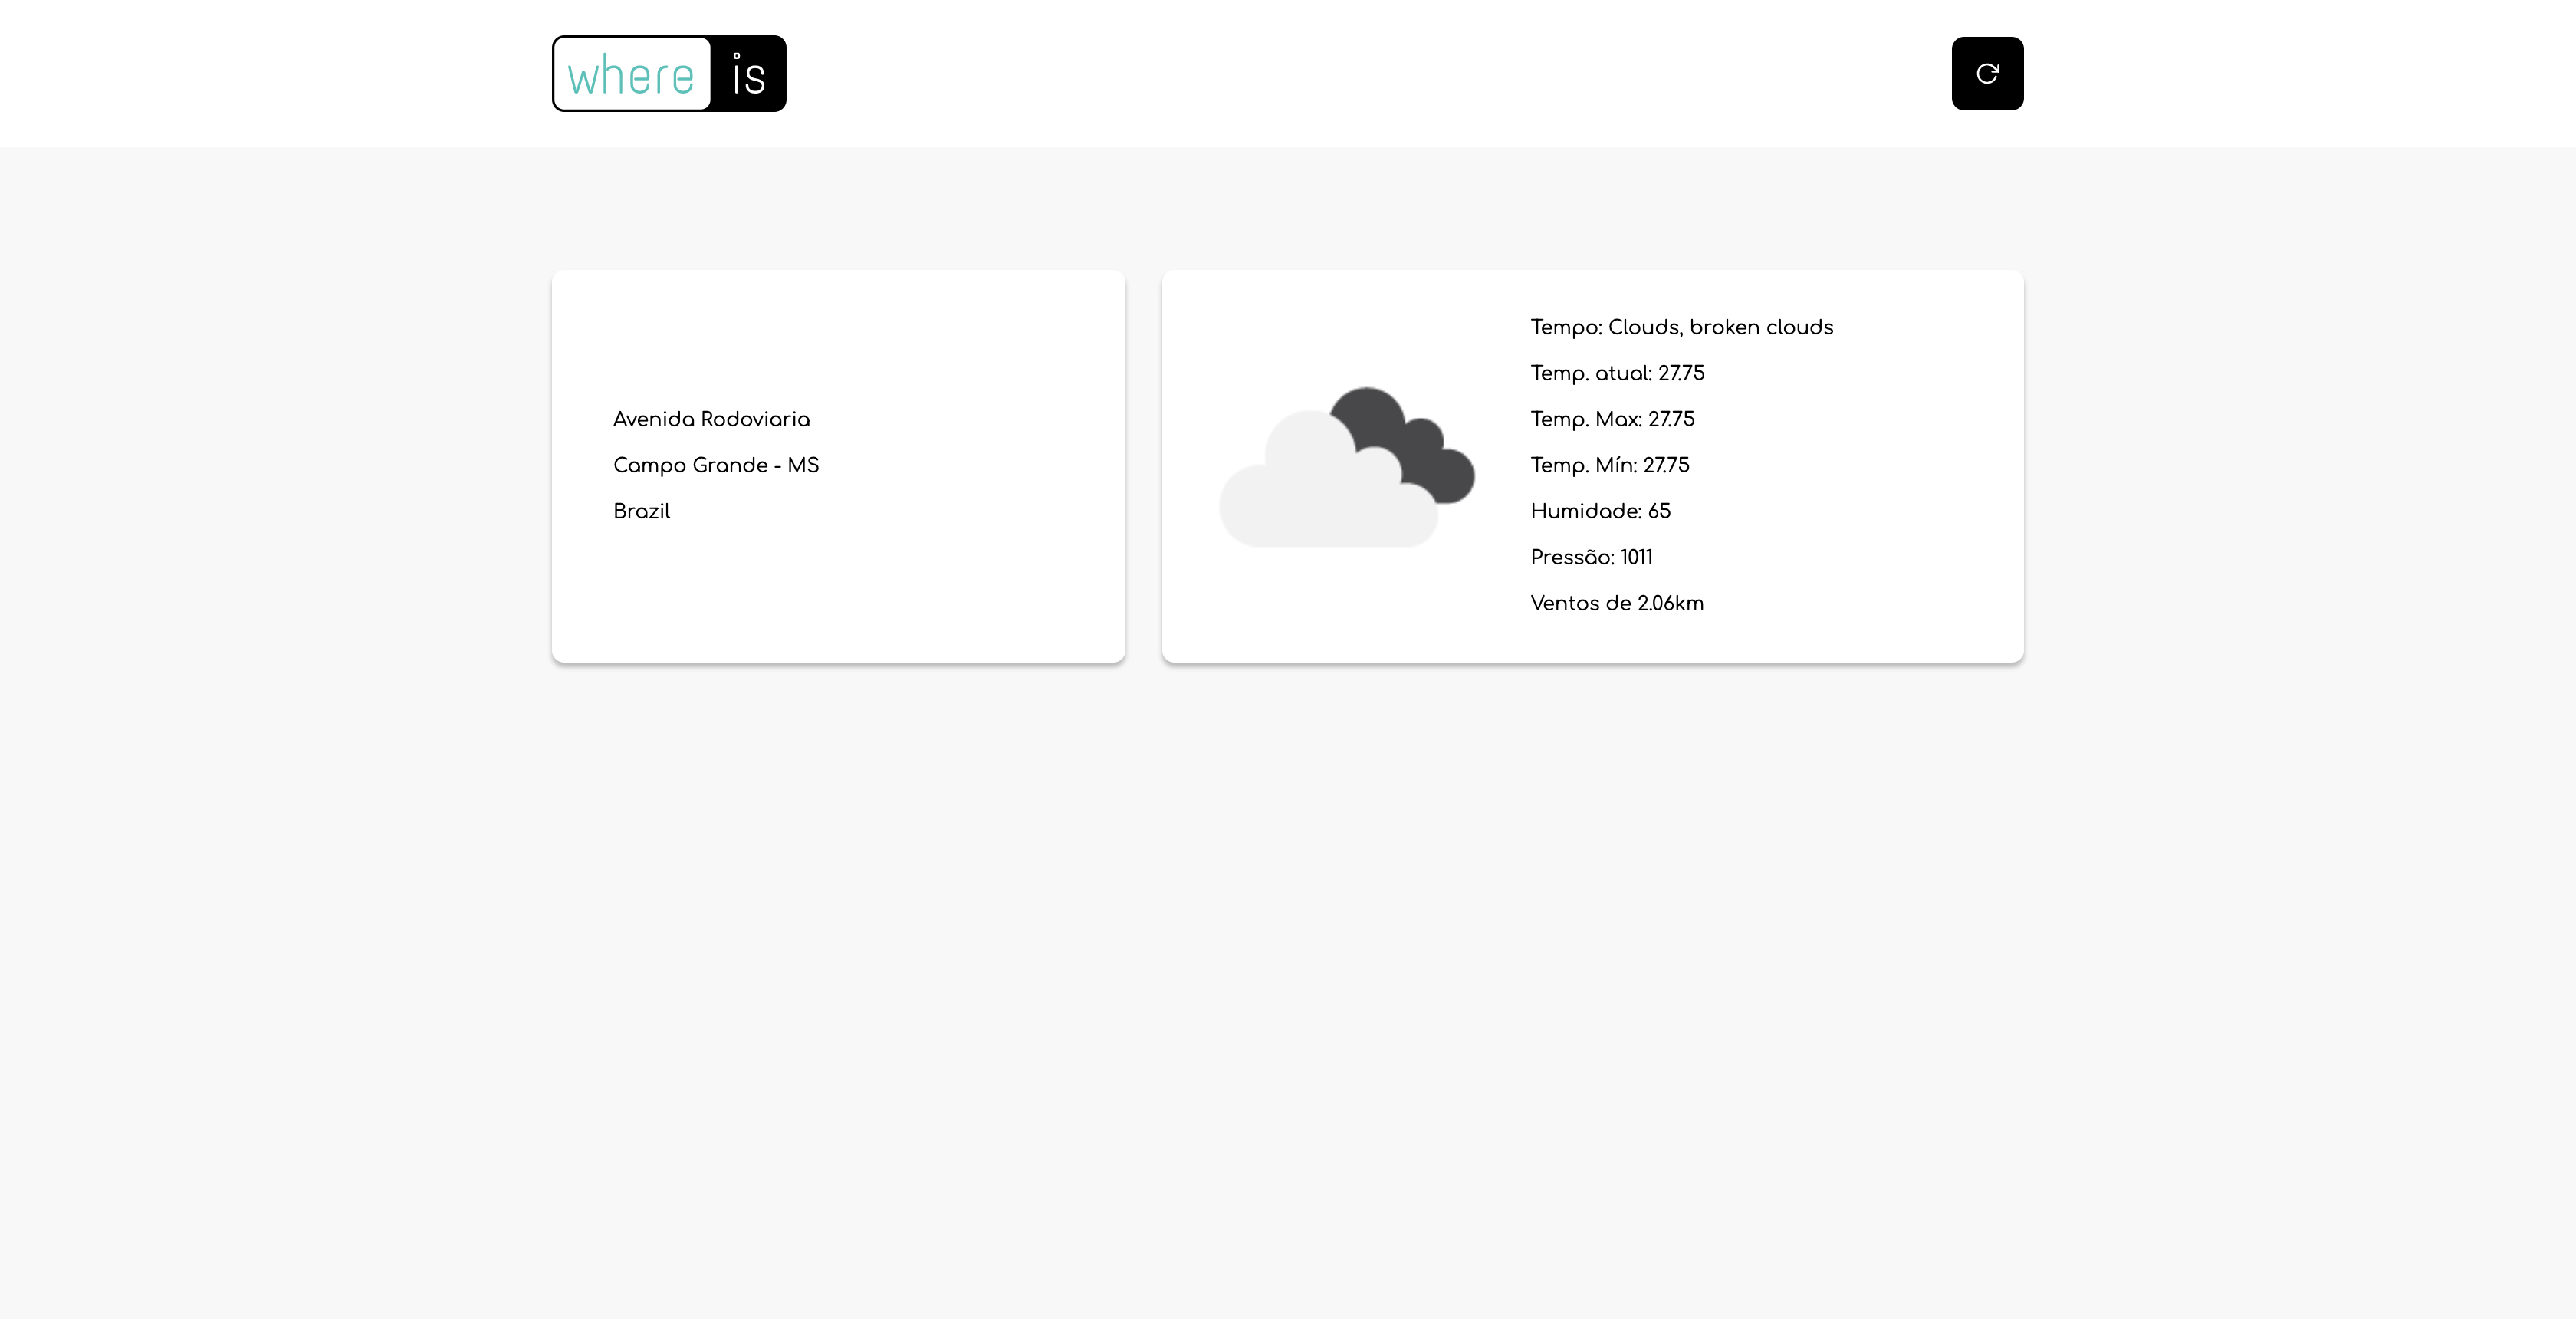 where is
Avenida Rodoviaria
Campo Grande - MS
Brazil
Tempo: Clouds, broken clouds
Temp. atual: 27.75
Temp. Max: 27.75
Temp. Mín: 27.75
Humidade: 65
Pressão: 1011
Ventos de 2.06km